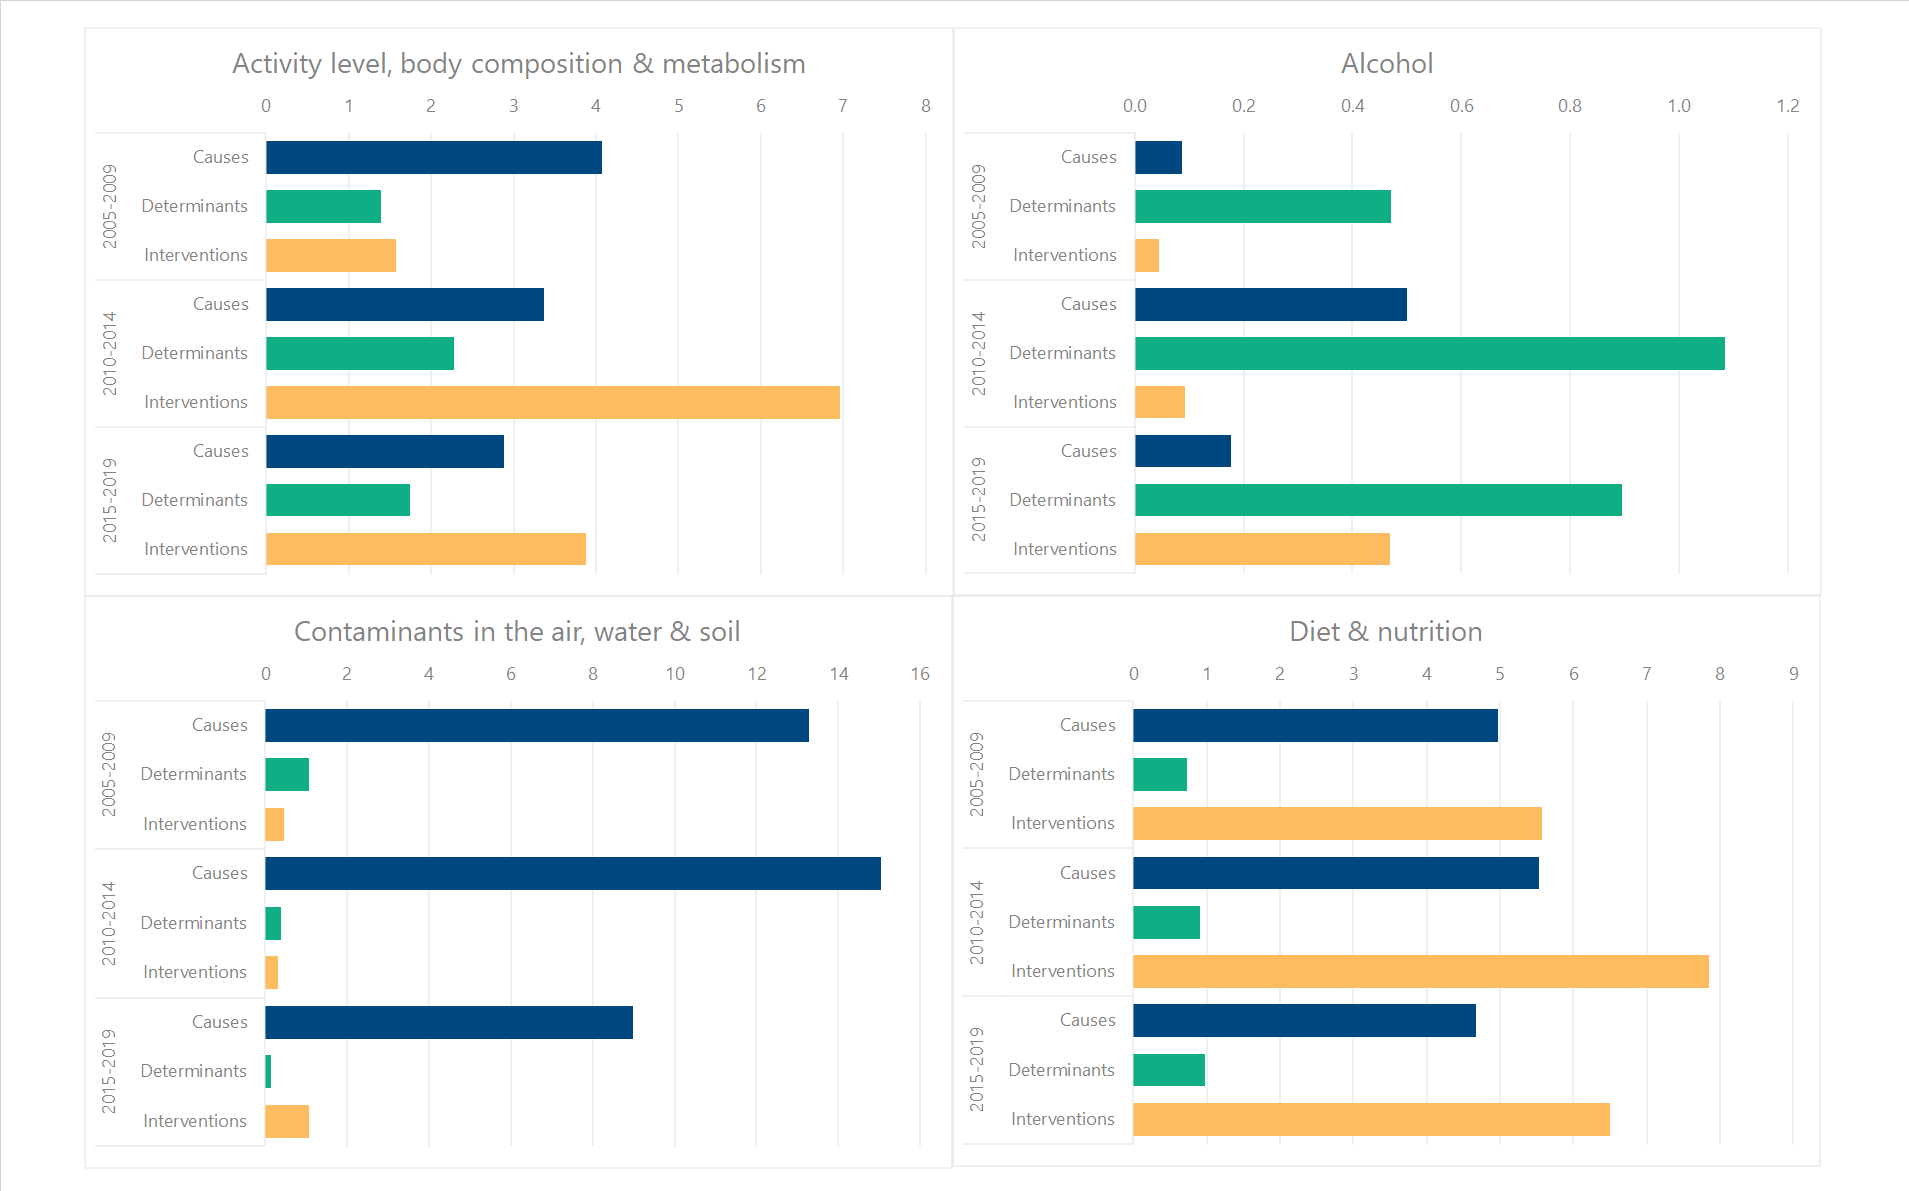 Activity level, body composition & metabolism
0 1 2 3 4 5 6 7 8
2005-2009
Causes
Determinants
Interventions
2010-2014
Causes
Determinants
Interventions
2015-2019
Causes
Determinants
Interventions
Alcohol
0.0 0.2 0.4 0.6 0.8 1.0 1.2
2005-2009
Causes
Determinants
Interventions
2010-2014
Causes
Determinants
Interventions
2015-2019
Causes
Determinants
Interventions
Contaminants in the air, water & soil
0 2 4 6 8 10 12 14 16
2005-2009
Causes
Determinants
Interventions
2010-2014
Causes
Determinants
Interventions
2015-2019
Causes
Determinants
Interventions
Diet & nutrition
0 1 2 3 4 5 6 7 8 9
2005-2009
Causes
Determinants
Interventions
2010-2014
Causes
Determinants
Interventions
2015-2019
Causes
Determinants
Interventions